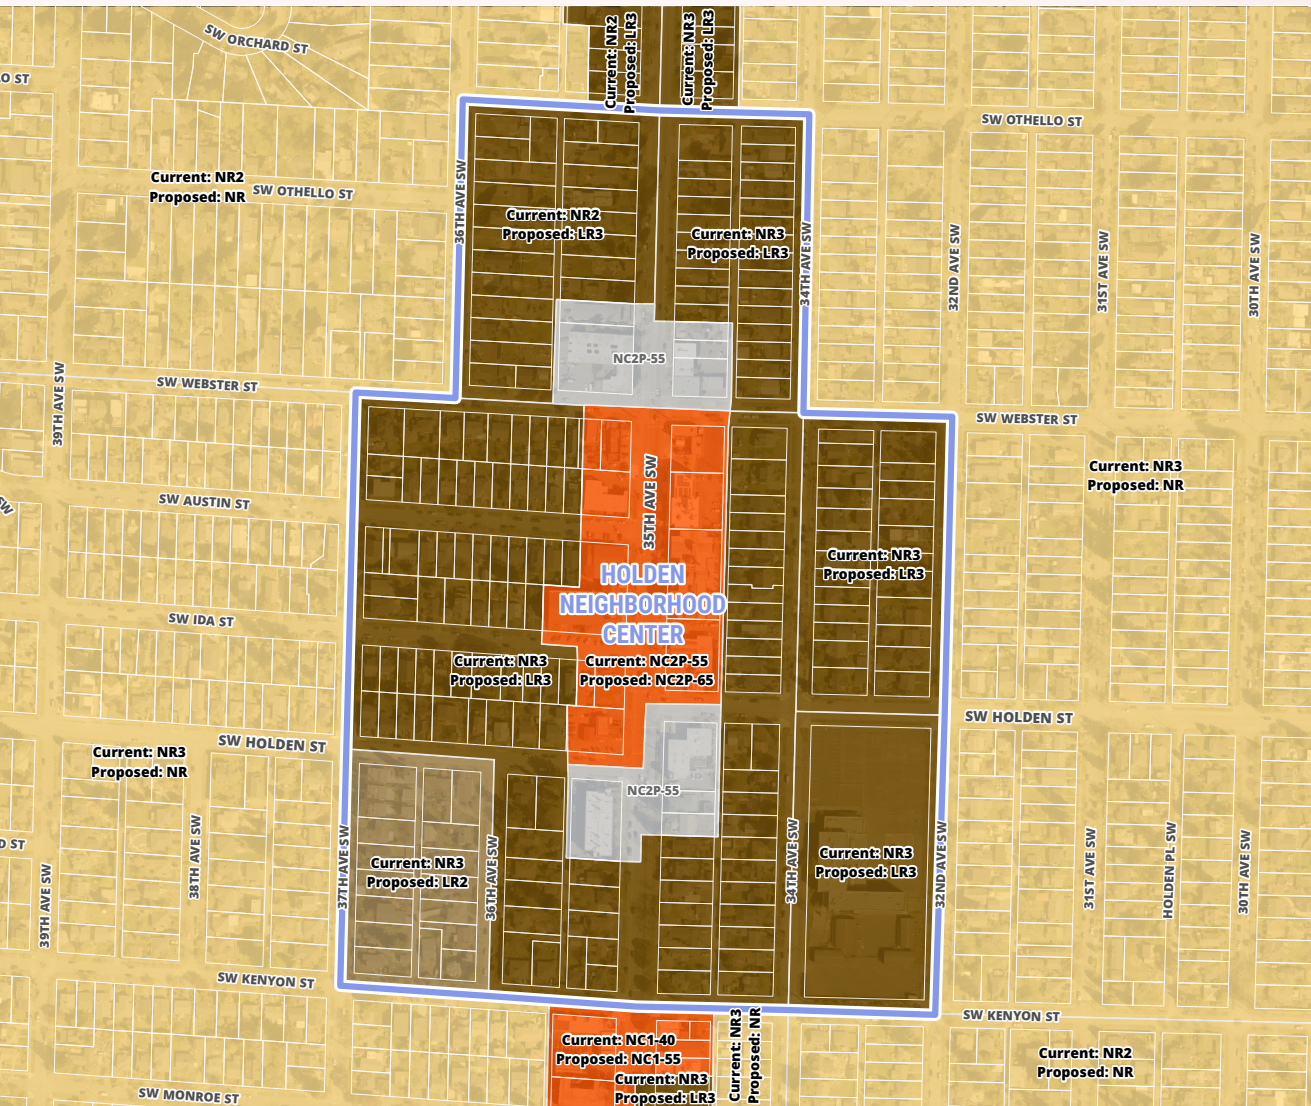 Current: NR2
Proposed: LR3
Current: NR3
Proposed: LR3
SW ORCHARD ST
LO ST
SW OTHELLO ST
Current: NR2
Proposed: NR
SW OTHELLO ST
36TH AVE SW
Current: NR2
Proposed: LR3
Current: NR3
Proposed: LR3
34TH AVE SW
32ND AVE SW
31ST AVE SW
30TH AVE SW
NC2P-55
39TH AVE SW
SW WEBSTER ST
SW WEBSTER ST
35TH AVE SW
Current: NR3
Proposed: NR
SW AUSTIN ST
SW
Current: NR3
Proposed: LR3
HOLDEN
NEIGHBORHOOD
CENTER
SW IDA ST
Current: NR3
Proposed: LR3
Current: NC2P-55
Proposed: NC2P-65
SW HOLDEN ST
SW HOLDEN ST
Current: NR3
Proposed: NR
NC2P-55
D ST
39TH AVE SW
38TH AVE SW
37TH AVE SW
Current: NR3
Proposed: LR2
36TH AVE SW
34TH AVE SW
Current: NR3
Proposed: LR3
32ND AVE SW
31ST AVE SW
HOLDEN PL SW
30TH AVE SW
SW KENYON ST
SW KENYON ST
Current: NC1-40
Proposed: NC1-55
Current: NR3
Proposed: LR3
Current: NR3
Proposed: NR
Current: NR2
Proposed: NR
SW MONROE ST